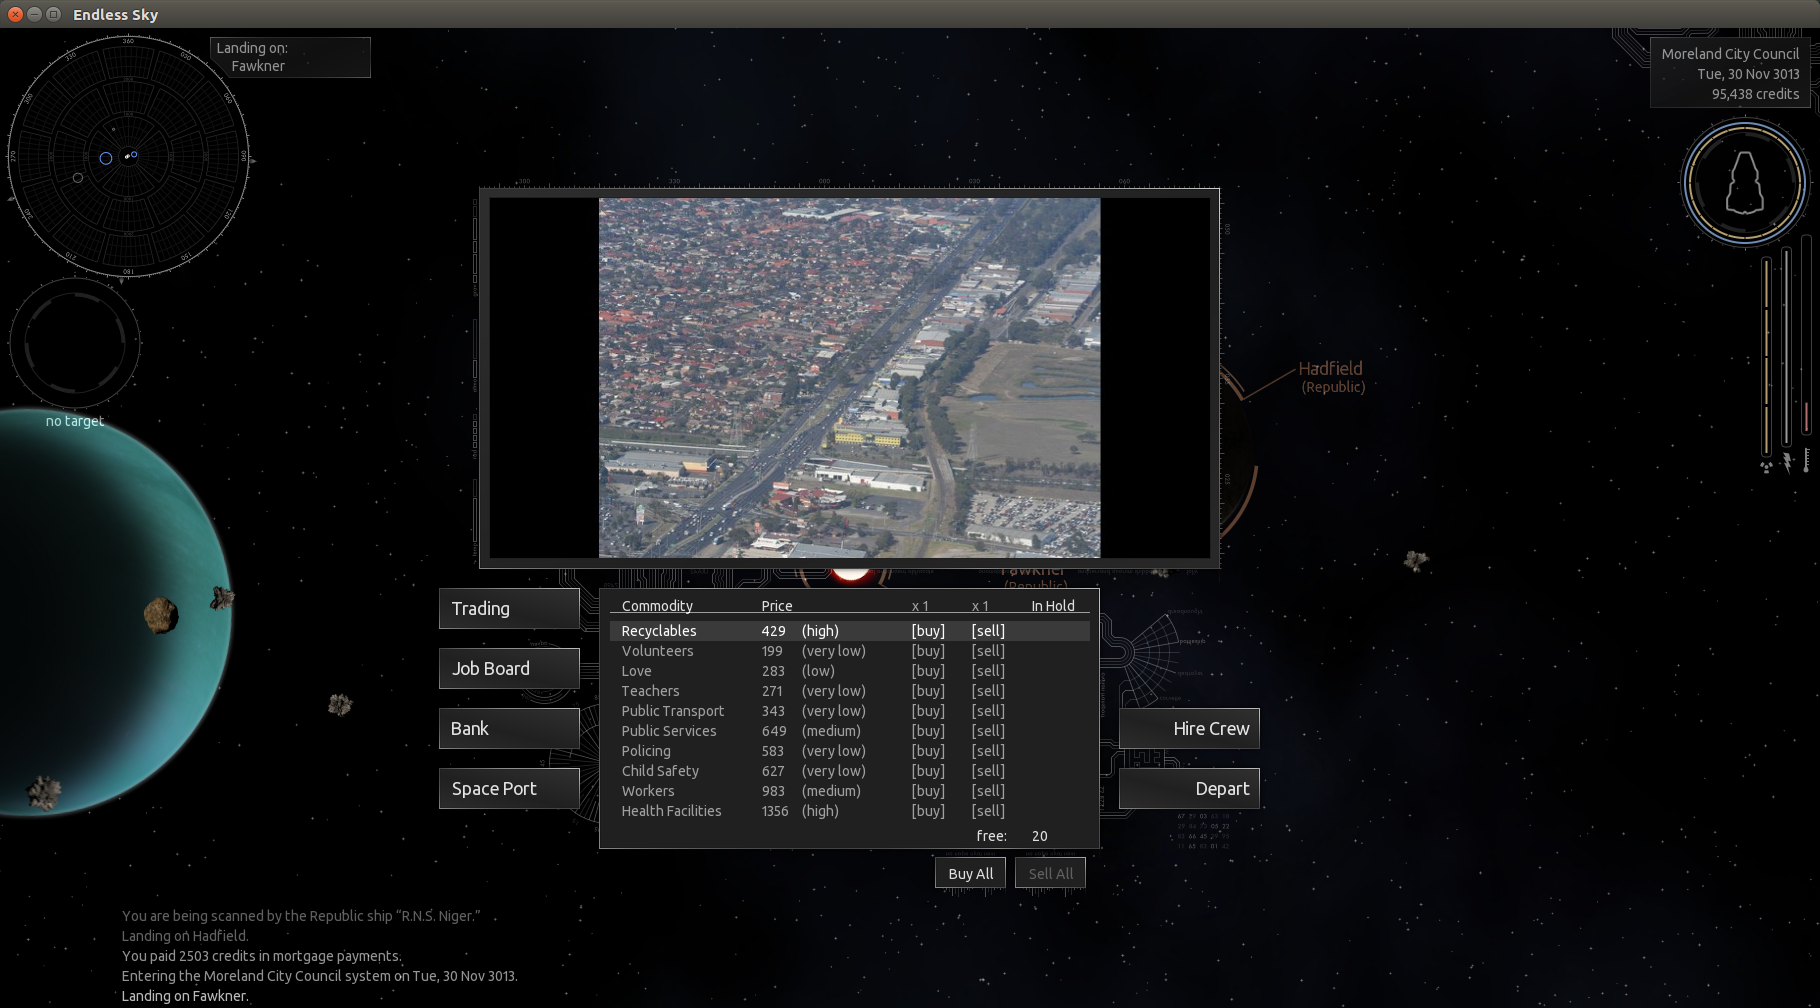 Endless Sky
Landing on:
Fawkner
Moreland City Council
Tue, 30 Nov 3013
95,438 credits
no target
Hadfield
(Republic)
Fawkner
(Republic)
Trading
Job Board
Bank
Space Port
Commodity Price x 1 x 1 In Hold
Recyclables 429 (high) [buy] [sell]
Volunteers 199 (very low) [buy] [sell]
Love 283 (low) [buy] [sell]
Teachers 271 (very low) [buy] [sell]
Public Transport 343 (very low) [buy] [sell]
Public Services 649 (medium) [buy] [sell]
Policing 583 (very low) [buy] [sell]
Child Safety 627 (very low) [buy] [sell]
Workers 983 (medium) [buy] [sell]
Health Facilities 1356 (high) [buy] [sell]
free: 20
Buy All Sell All
Hire Crew
Depart
You are being scanned by the Republic ship “R.N.S. Niger.”
Landing on Hadfield.
You paid 2503 credits in mortgage payments.
Entering the Moreland City Council system on Tue, 30 Nov 3013.
Landing on Fawkner.